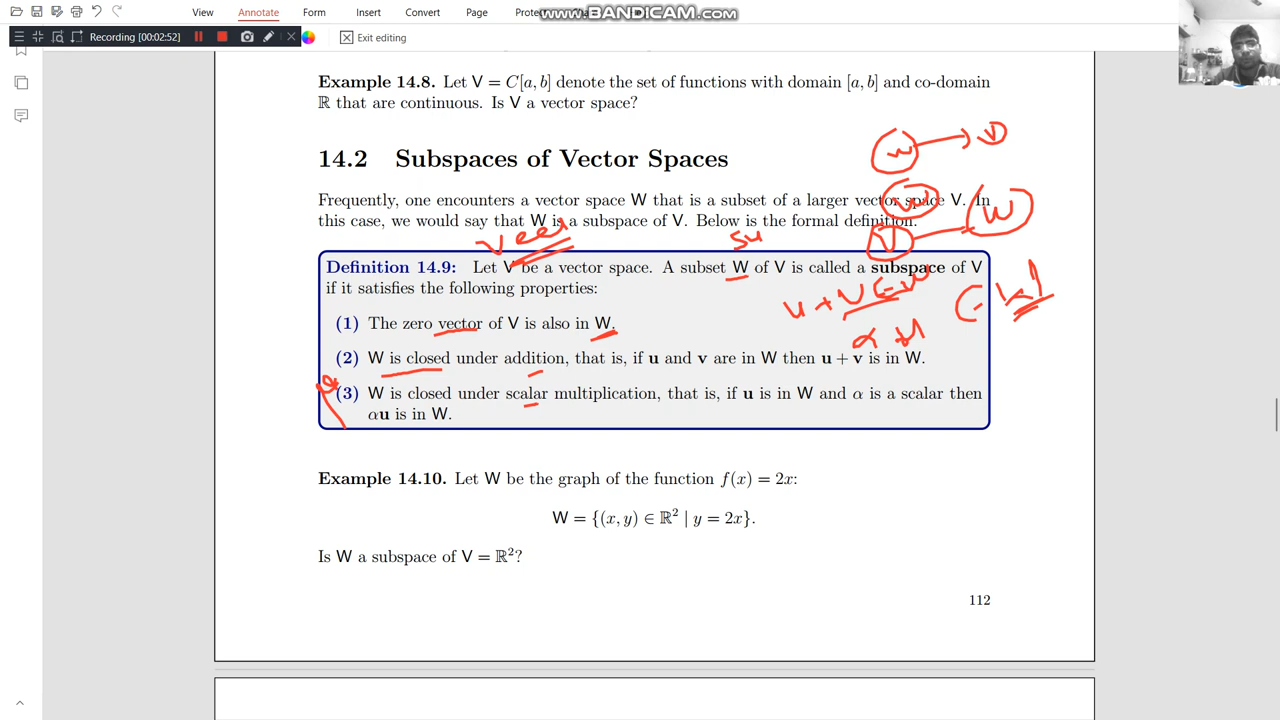 View Annotate Form Insert Convert Page
www.BANDICAM.com
Recording [00:02:52]
Exit editing
Example 14.8. Let V = C[a, b] denote the set of functions with domain [a, b] and co-domain
ℝ that are continuous. Is V a vector space?
W → V
14.2 Subspaces of Vector Spaces
Frequently, one encounters a vector space W that is a subset of a larger vector space V. In
W
this case, we would say that W is a subspace of V. Below is the formal definition.
V W
Su
Definition 14.9: Let V be a vector space. A subset W of V is called a subspace of V
if it satisfies the following properties:
u + v ∈ W
(1) The zero vector of V is also in W.
α u ∈ W
(2) W is closed under addition, that is, if u and v are in W then u + v is in W.
(3) W is closed under scalar multiplication, that is, if u is in W and α is a scalar then
αu is in W.
Example 14.10. Let W be the graph of the function f(x) = 2x:
W = {(x, y) ∈ ℝ² | y = 2x}.
Is W a subspace of V = ℝ²?
112